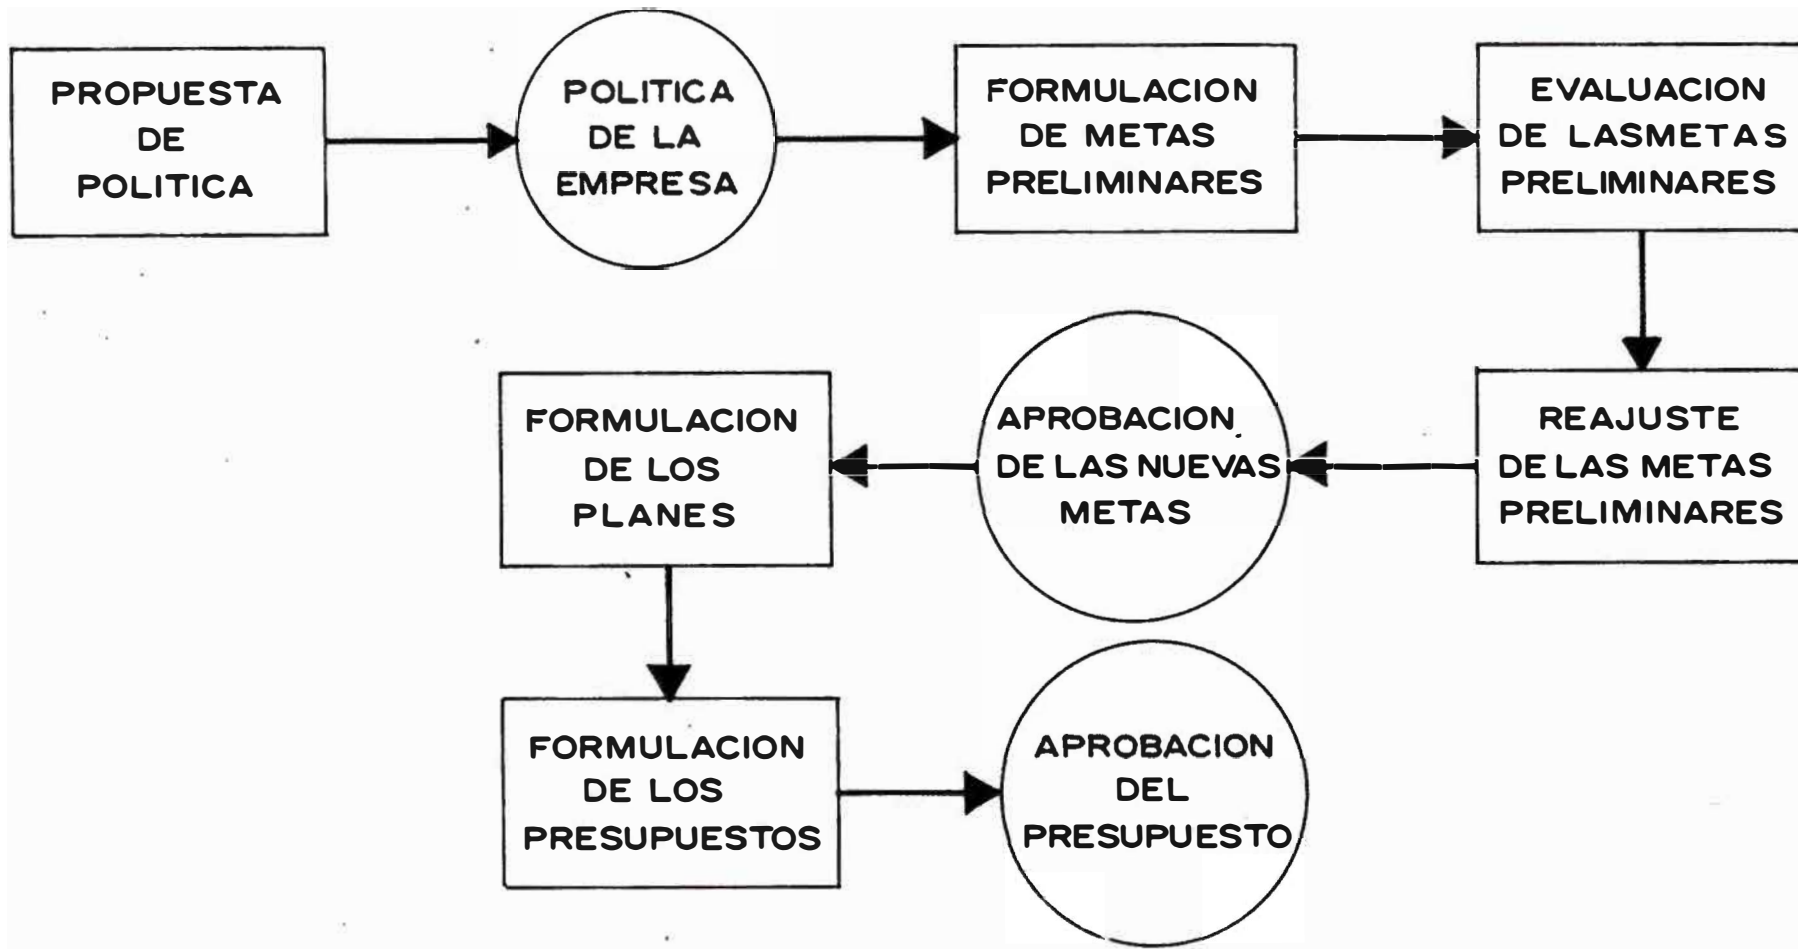 PROPUESTA
DE
POLITICA
POLITICA
DE LA
EMPRESA
FORMULACION
DE METAS
PRELIMINARES
EVALUACION
DE LASMETAS
PRELIMINARES
REAJUSTE
DE LAS METAS
PRELIMINARES
APROBACION
DE LAS NUEVAS
METAS
FORMULACION
DE LOS
PLANES
FORMULACION
DE LOS
PRESUPUESTOS
APROBACION
DEL
PRESUPUESTO